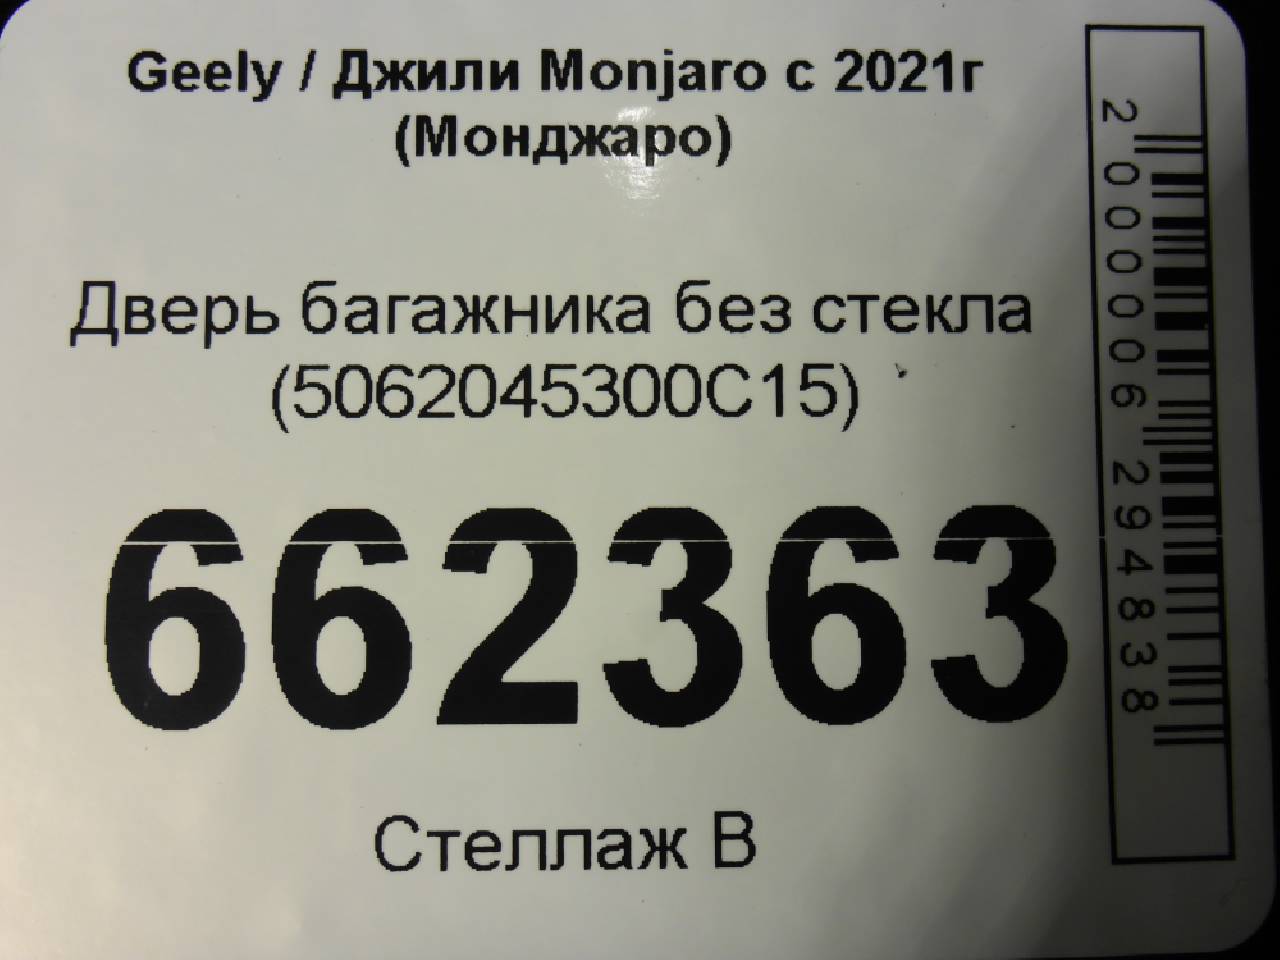 Geely / Джили Monjaro с 2021г
(Монджаро)
Дверь багажника без стекла
(5062045300C15)
662363
Стеллаж В
2000006294838